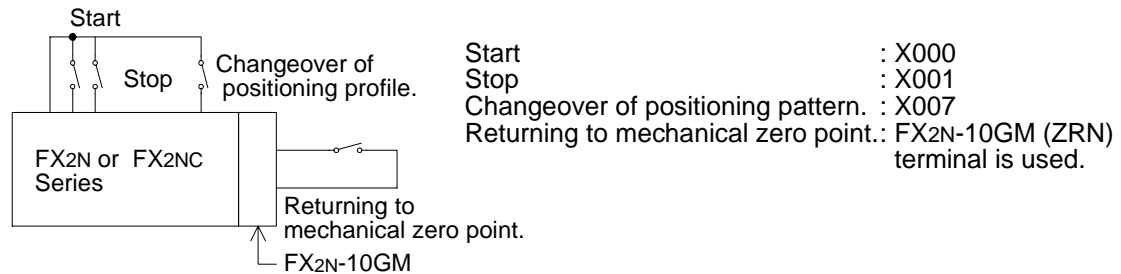 Start
Stop
Changeover of
positioning profile.
FX2N or FX2NC
Series
Returning to
mechanical zero point.
FX2N-10GM
Start : X000
Stop : X001
Changeover of positioning pattern. : X007
Returning to mechanical zero point.: FX2N-10GM (ZRN)
terminal is used.